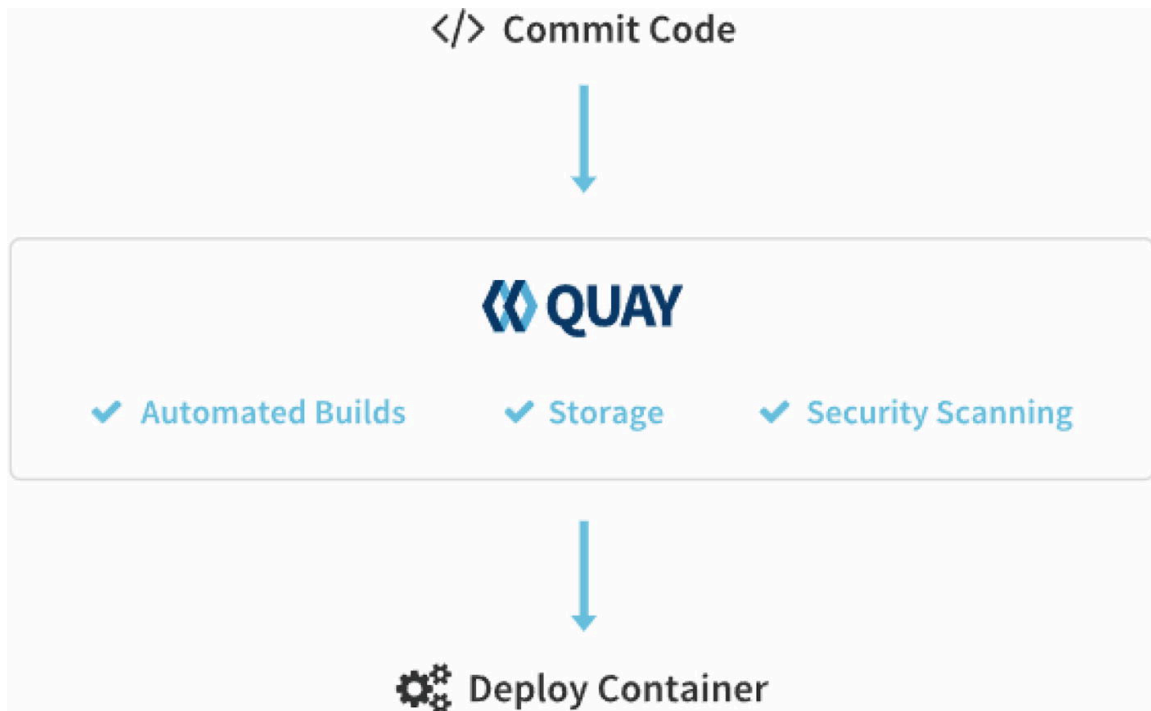 </> Commit Code
QUAY
Automated Builds Storage Security Scanning
Deploy Container